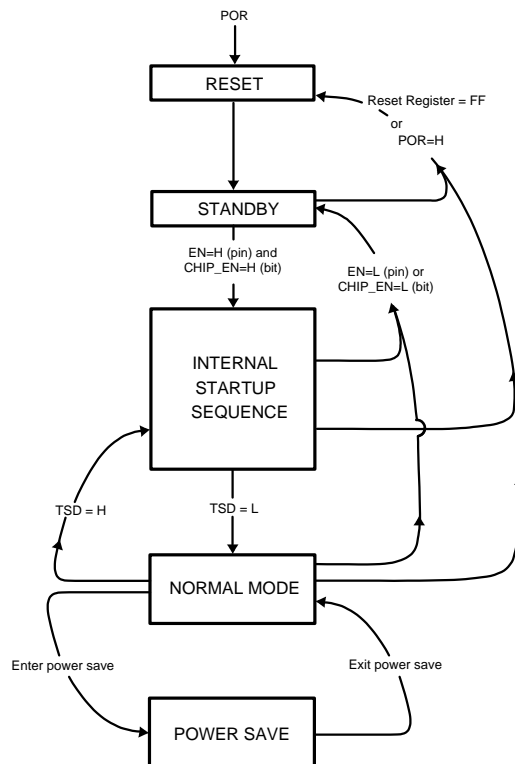 POR
RESET
Reset Register = FF
or
POR=H
STANDBY
EN=H (pin) and
CHIP_EN=H (bit)
EN=L (pin) or
CHIP_EN=L (bit)
INTERNAL
STARTUP
SEQUENCE
TSD = H
TSD = L
NORMAL MODE
Enter power save
Exit power save
POWER SAVE